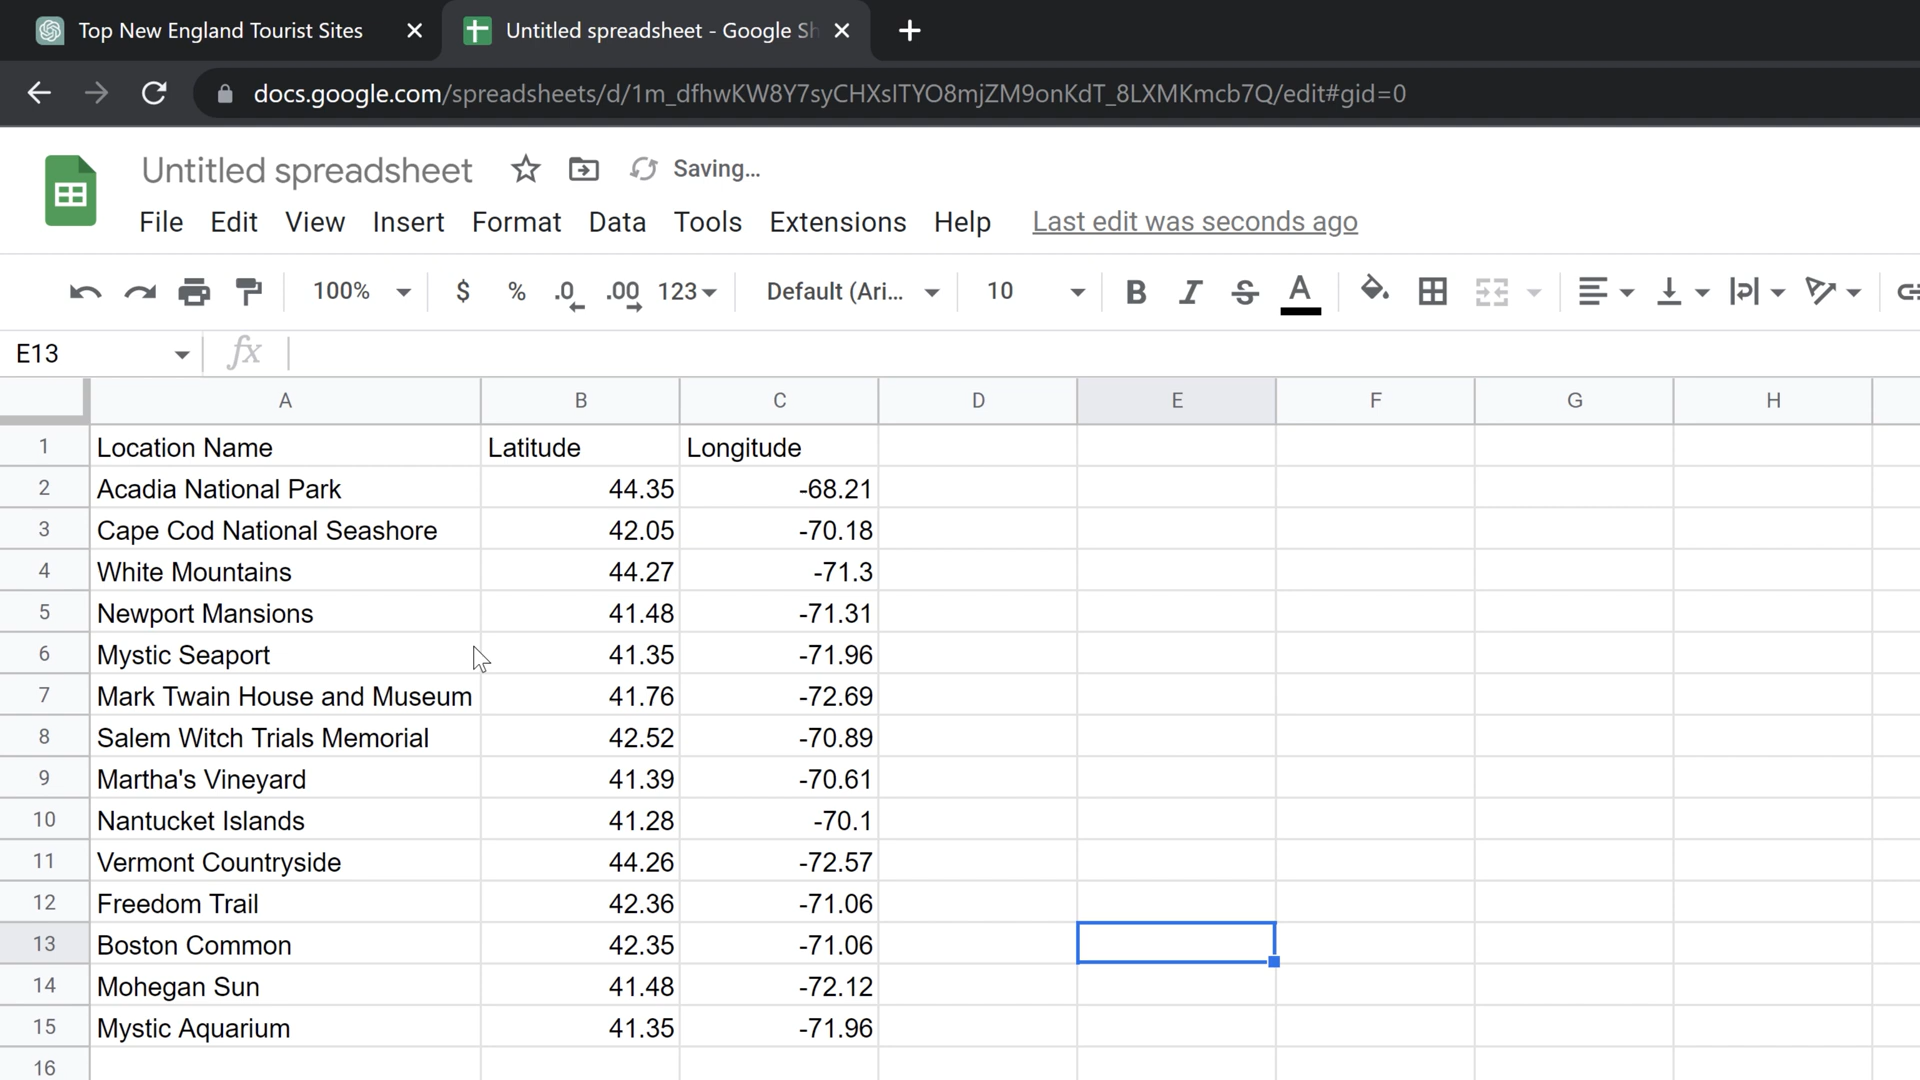 Top New England Tourist Sites
Untitled spreadsheet - Google Sh
docs.google.com/spreadsheets/d/1m_dfhwKW8Y7syCHXsITYO8mjZM9onKdT_8LXMKmcb7Q/edit#gid=0
Untitled spreadsheet Saving...
File Edit View Insert Format Data Tools Extensions Help Last edit was seconds ago
100% $ % .0 .00 123 Default (Ari... 10 B I S A
E13 fx
A B C D E F G H
1 Location Name Latitude Longitude
2 Acadia National Park 44.35 -68.21
3 Cape Cod National Seashore 42.05 -70.18
4 White Mountains 44.27 -71.3
5 Newport Mansions 41.48 -71.31
6 Mystic Seaport 41.35 -71.96
7 Mark Twain House and Museum 41.76 -72.69
8 Salem Witch Trials Memorial 42.52 -70.89
9 Martha's Vineyard 41.39 -70.61
10 Nantucket Islands 41.28 -70.1
11 Vermont Countryside 44.26 -72.57
12 Freedom Trail 42.36 -71.06
13 Boston Common 42.35 -71.06
14 Mohegan Sun 41.48 -72.12
15 Mystic Aquarium 41.35 -71.96
16